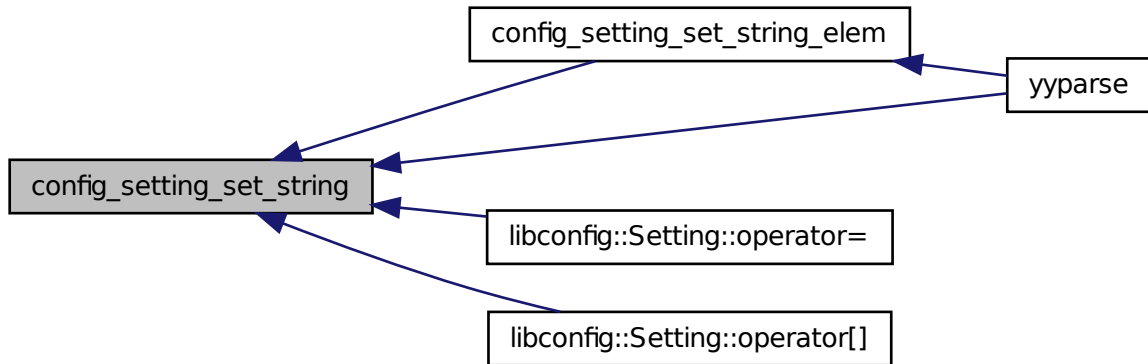 config_setting_set_string_elem
yyparse
config_setting_set_string
libconfig::Setting::operator=
libconfig::Setting::operator[]